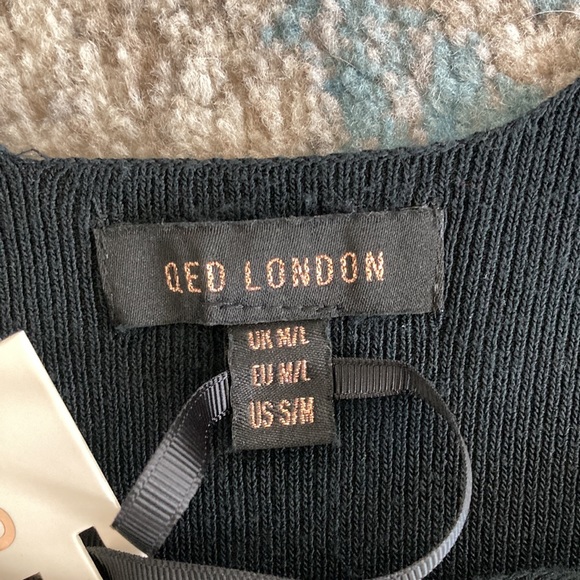 QED LONDON
UK M/L
EU M/L
US S/M